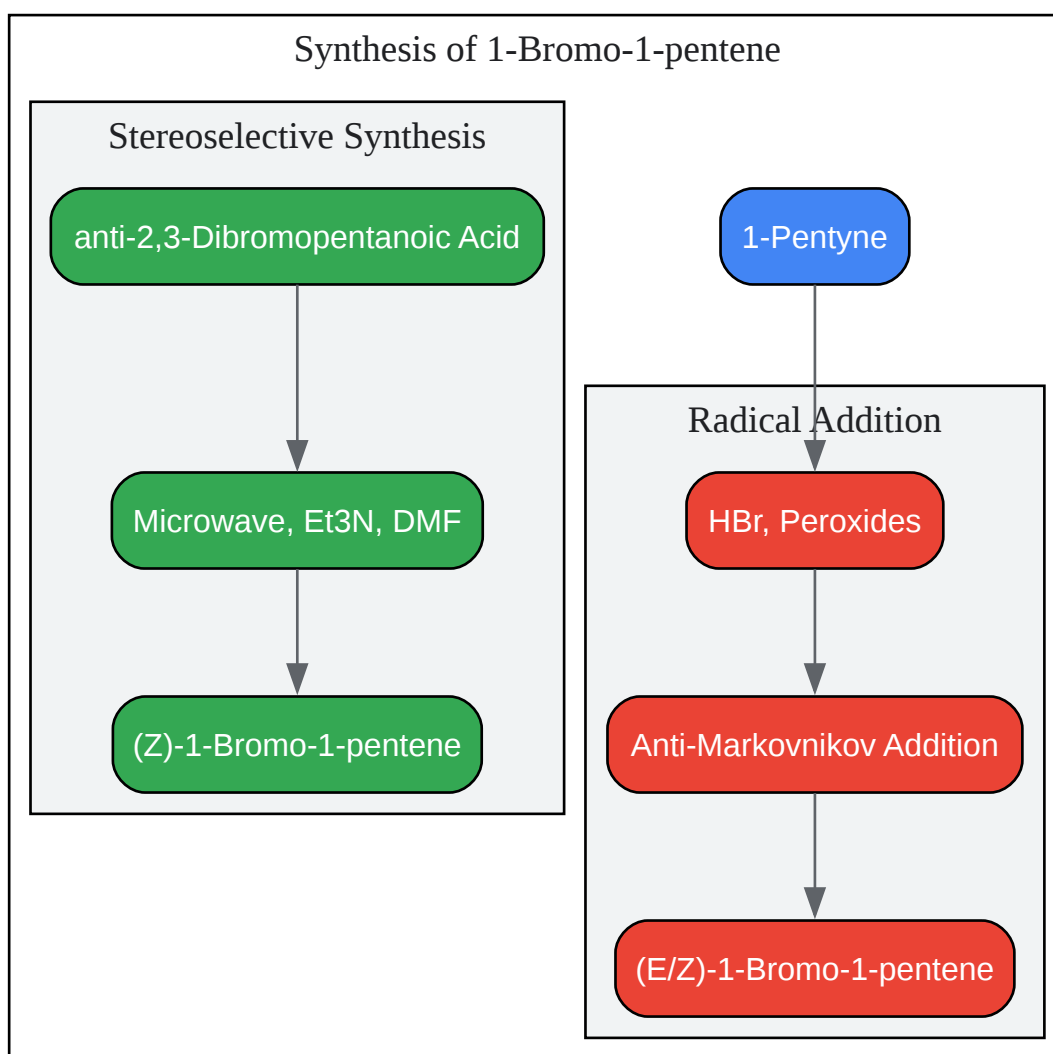 Synthesis of 1-Bromo-1-pentene
Stereoselective Synthesis
anti-2,3-Dibromopentanoic Acid
Microwave, Et3N, DMF
(Z)-1-Bromo-1-pentene
1-Pentyne
Radical Addition
HBr, Peroxides
Anti-Markovnikov Addition
(E/Z)-1-Bromo-1-pentene